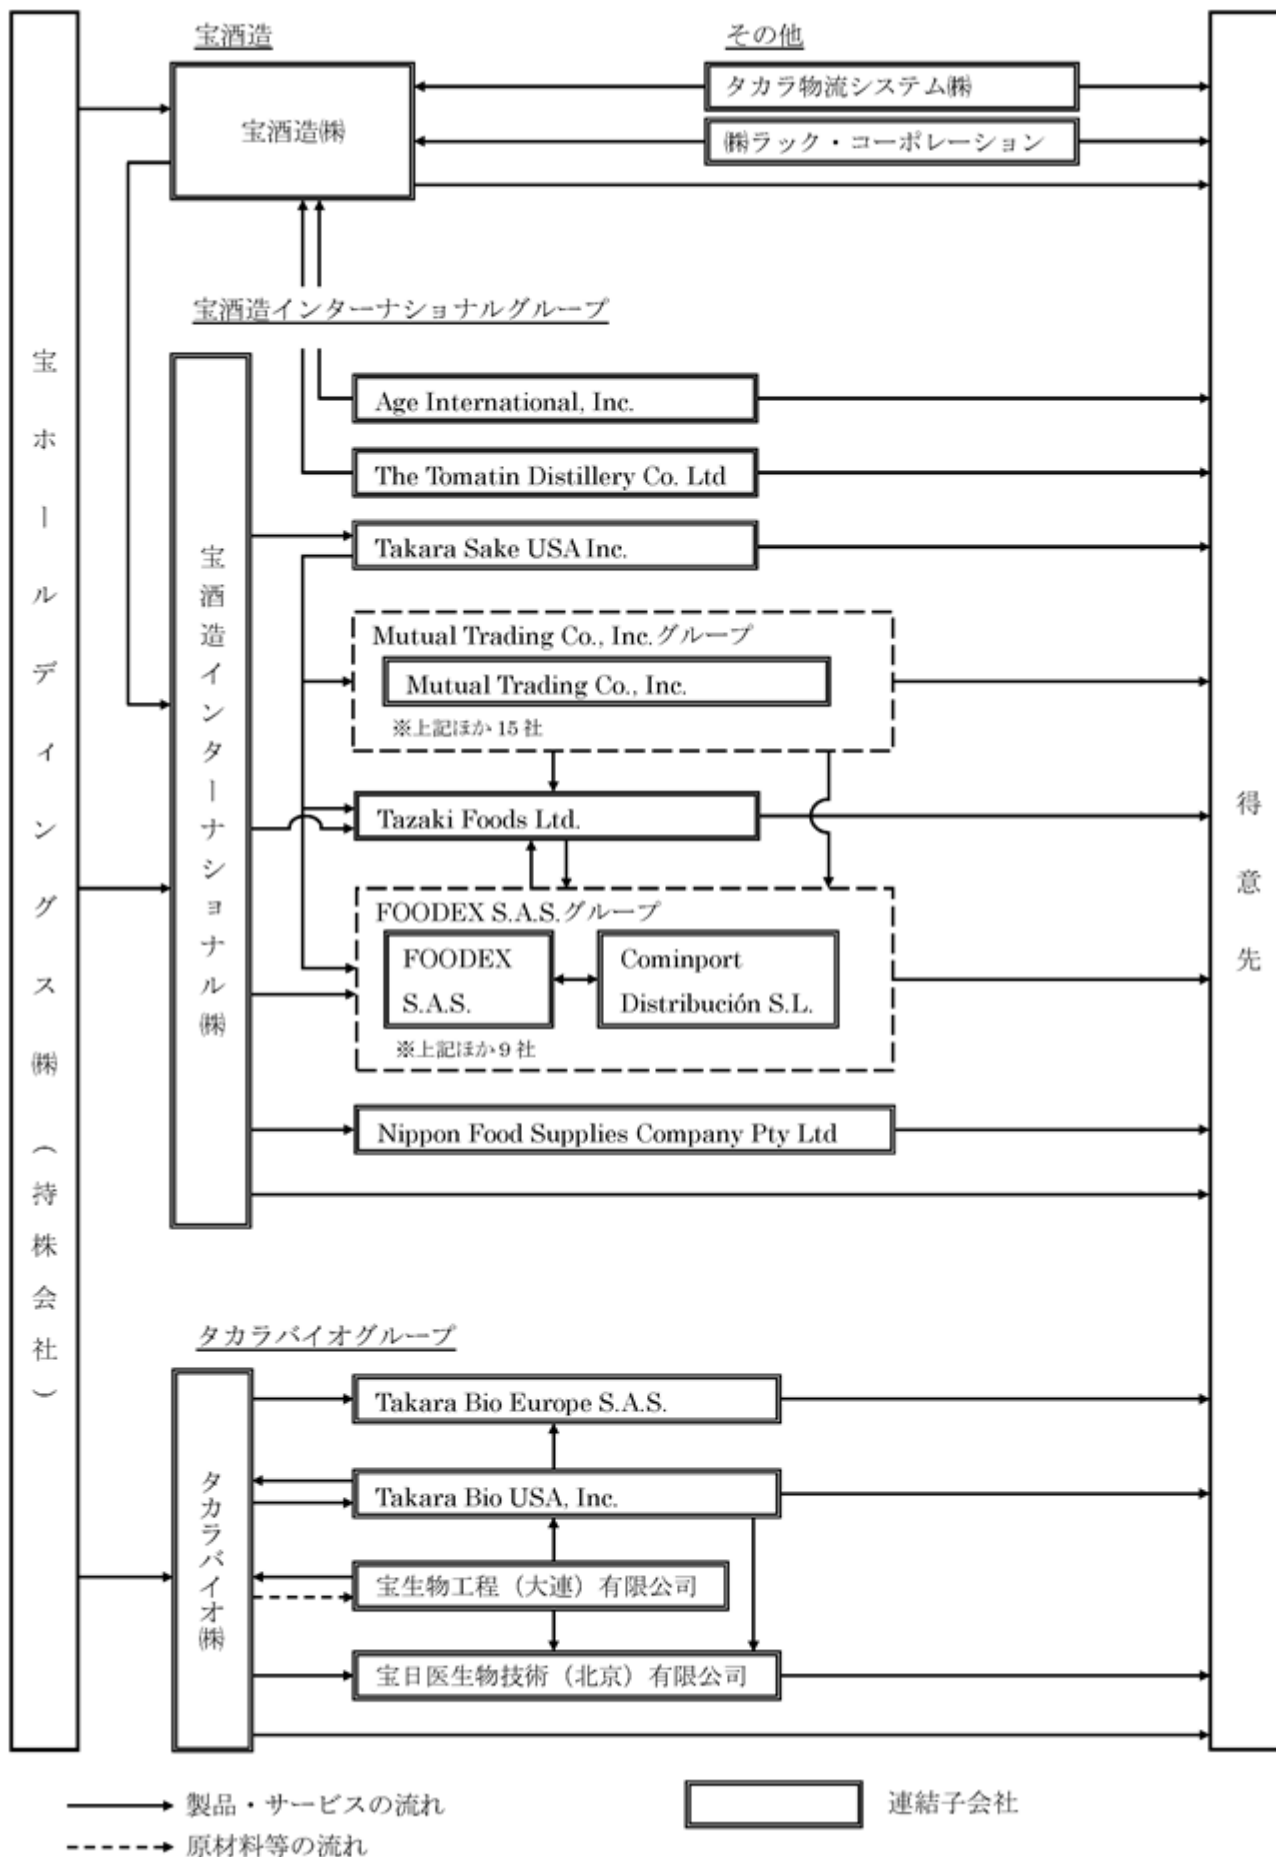 宝ホールディングス㈱（持株会社）
宝酒造
宝酒造㈱
その他
タカラ物流システム㈱
㈱ラック・コーポレーション
宝酒造インターナショナルグループ
宝酒造インターナショナル㈱
Age International, Inc.
The Tomatin Distillery Co. Ltd
Takara Sake USA Inc.
Mutual Trading Co., Inc.グループ
Mutual Trading Co., Inc.
※上記ほか 15 社
Tazaki Foods Ltd.
FOODEX S.A.S.グループ
FOODEX
S.A.S.
Cominport
Distribución S.L.
※上記ほか 9 社
Nippon Food Supplies Company Pty Ltd
タカラバイオグループ
タカラバイオ㈱
Takara Bio Europe S.A.S.
Takara Bio USA, Inc.
宝生物工程（大連）有限公司
宝日医生物技術（北京）有限公司
得意先
製品・サービスの流れ
原材料等の流れ
連結子会社